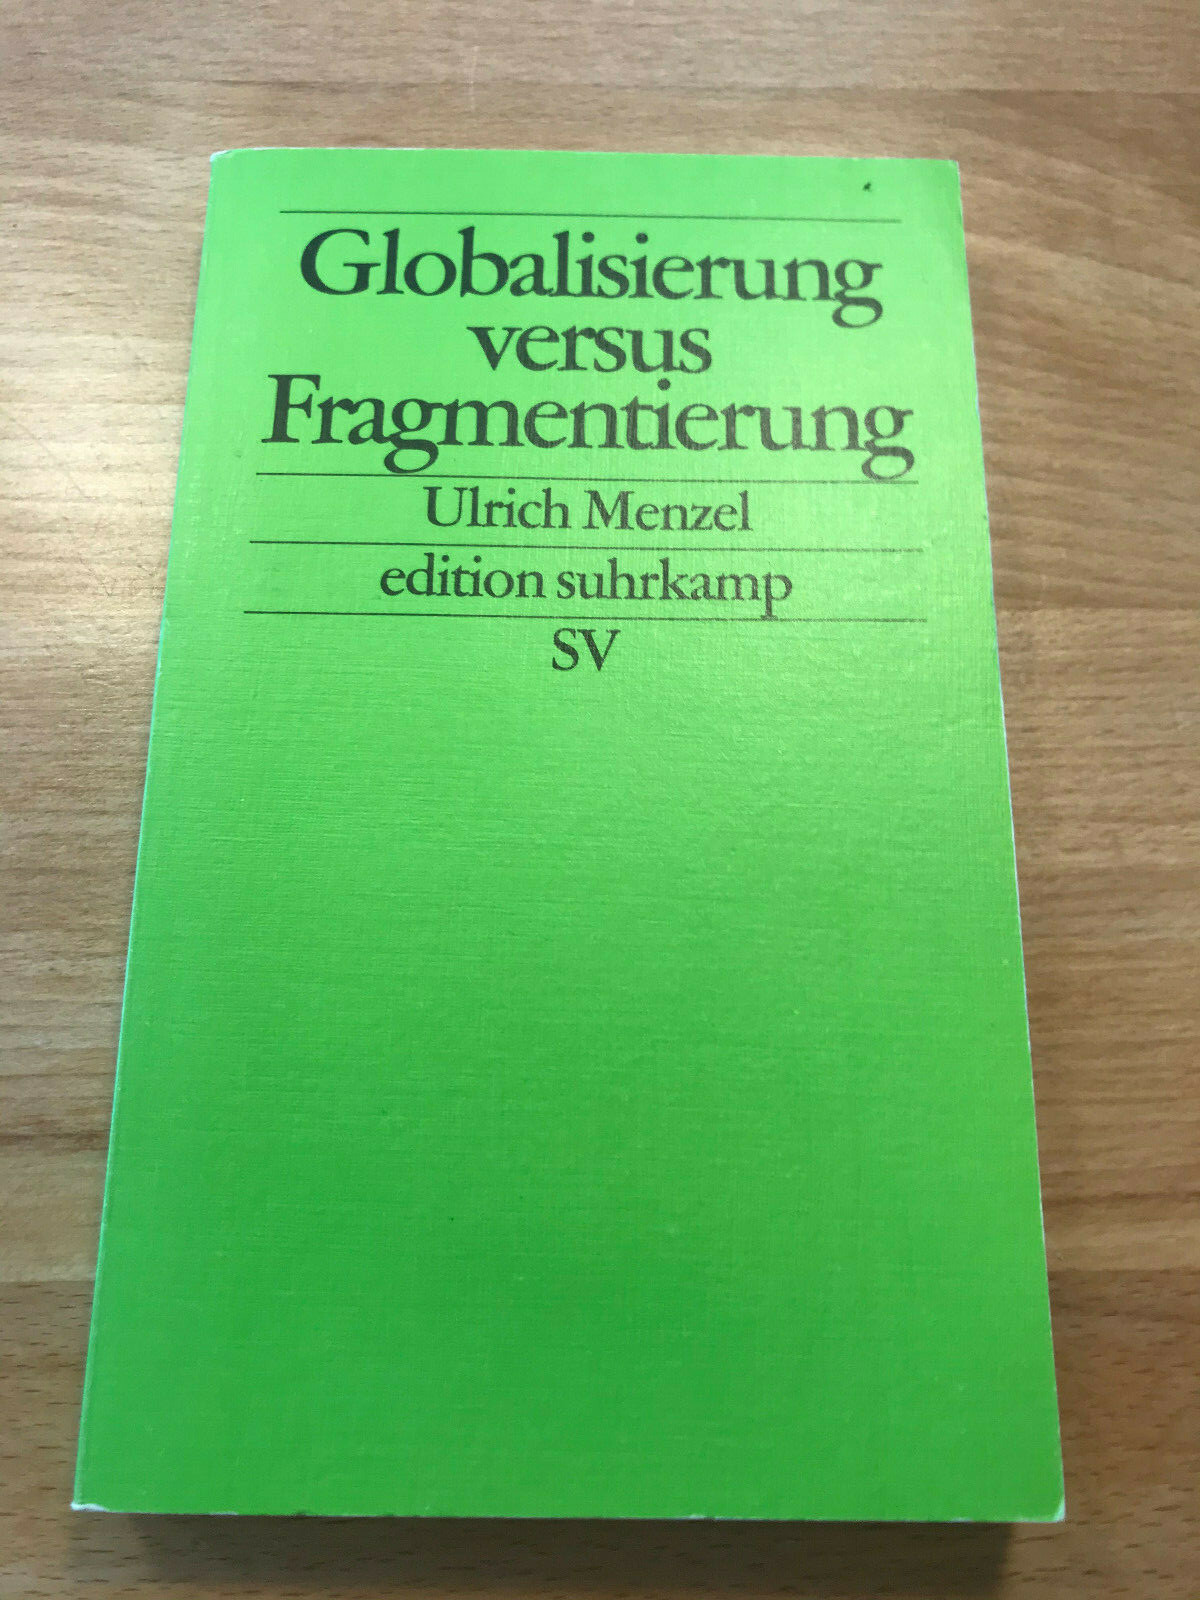 Globalisierung
versus
Fragmentierung
Ulrich Menzel
edition suhrkamp
SV